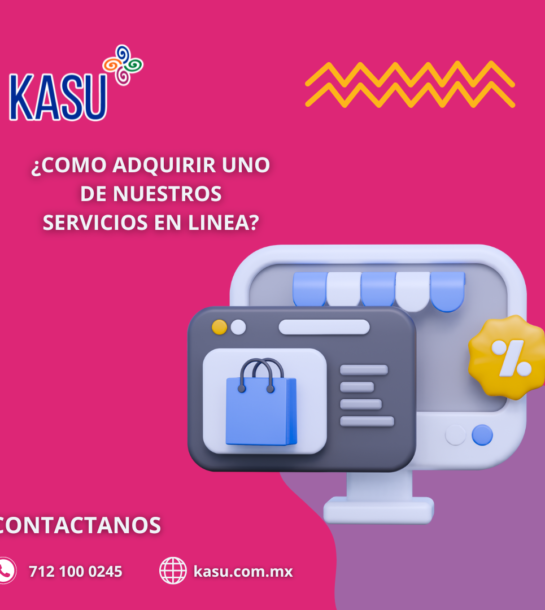 KASU
¿COMO ADQUIRIR UNO
DE NUESTROS
SERVICIOS EN LINEA?
%
CONTACTANOS
712 100 0245
kasu.com.mx